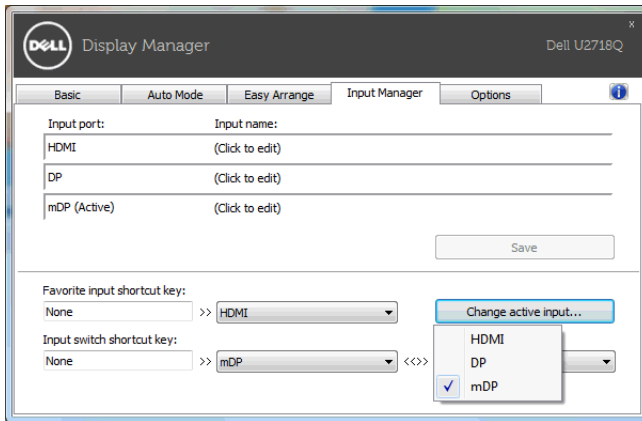 DELL Display Manager Dell U2718Q
x
Basic Auto Mode Easy Arrange Input Manager Options i
Input port: Input name:
HDMI (Click to edit)
DP (Click to edit)
mDP (Active) (Click to edit)
Save
Favorite input shortcut key:
None >> HDMI Change active input...
Input switch shortcut key:
None >> mDP <<>>
HDMI
DP
✓ mDP